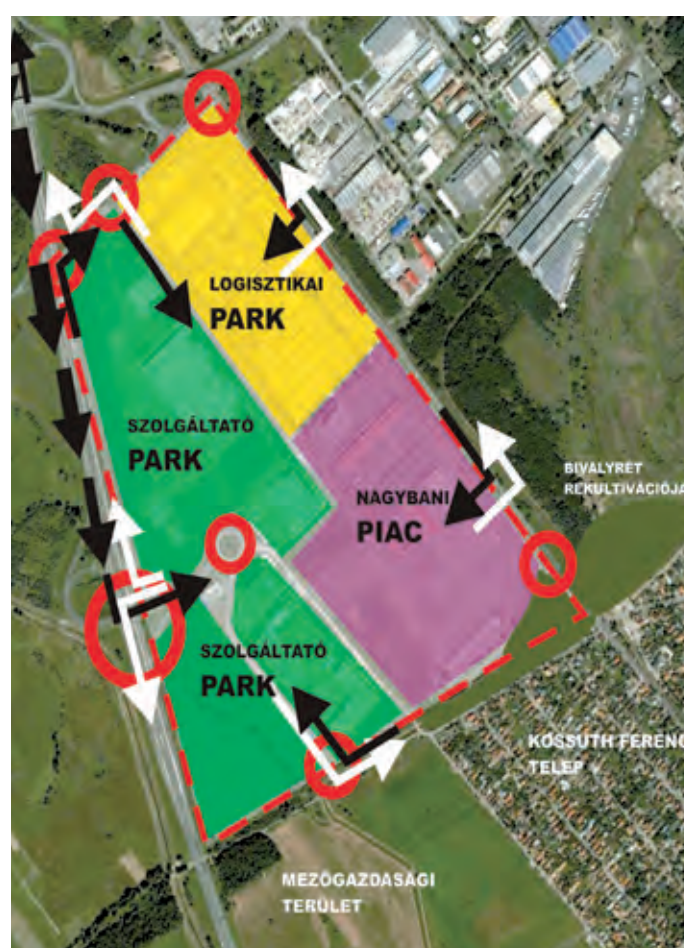 LOGISZTIKAI
PARK
SZOLGÁLTATÓ
PARK
NAGYBANI
PIAC
BIVALYRÉT
REKULTIVÁCIÓJA
SZOLGÁLTATÓ
PARK
KOSSUTH FERENC
TELEP
MEZŐGAZDASÁGI
TERÜLET